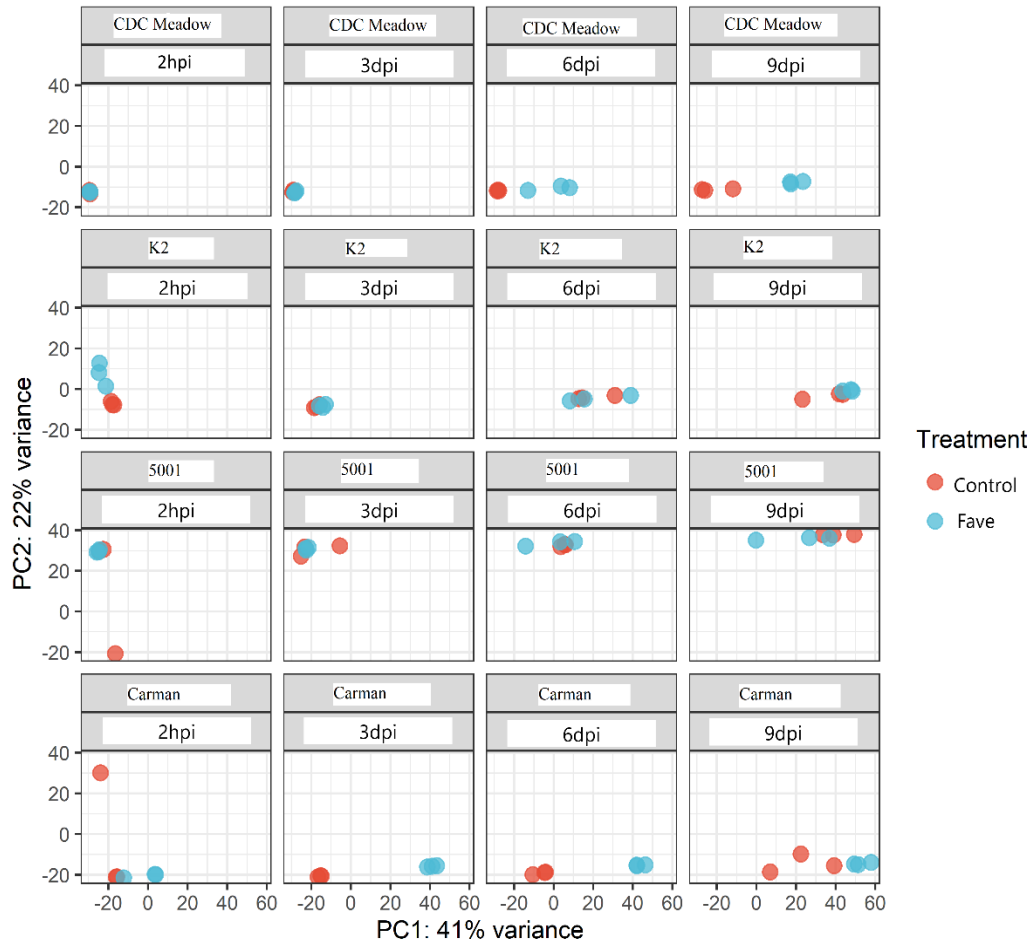 CDC Meadow CDC Meadow CDC Meadow CDC Meadow
2hpi 3dpi 6dpi 9dpi
40
20
0
-20
K2 K2 K2 K2
2hpi 3dpi 6dpi 9dpi
40
20
0
-20
5001 5001 5001 5001
2hpi 3dpi 6dpi 9dpi
40
20
0
-20
Carman Carman Carman Carman
2hpi 3dpi 6dpi 9dpi
40
20
0
-20
-20 0 20 40 60 -20 0 20 40 60 -20 0 20 40 60 -20 0 20 40 60
PC1: 41% variance
PC2: 22% variance
Treatment
Control
Fave